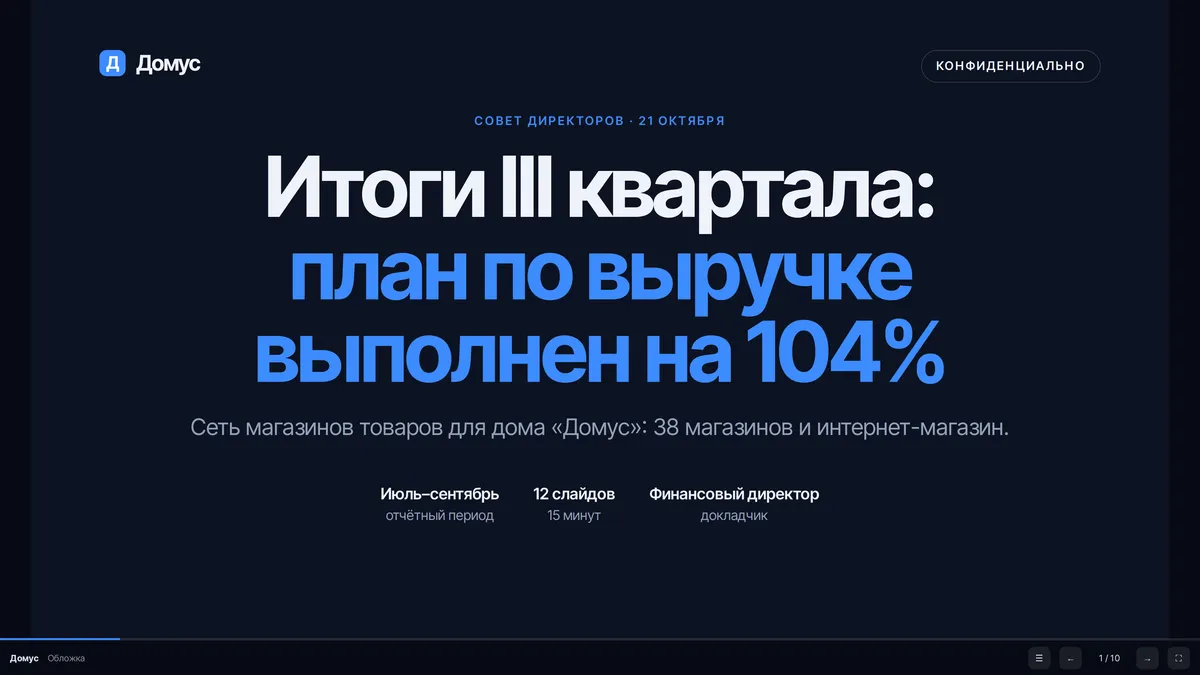 Д Домус
КОНФИДЕНЦИАЛЬНО
СОВЕТ ДИРЕКТОРОВ · 21 ОКТЯБРЯ
Итоги III квартала:
план по выручке
выполнен на 104%
Сеть магазинов товаров для дома «Домус»: 38 магазинов и интернет-магазин.
Июль–сентябрь 12 слайдов Финансовый директор
отчётный период 15 минут докладчик
Домус Обложка 1 / 10